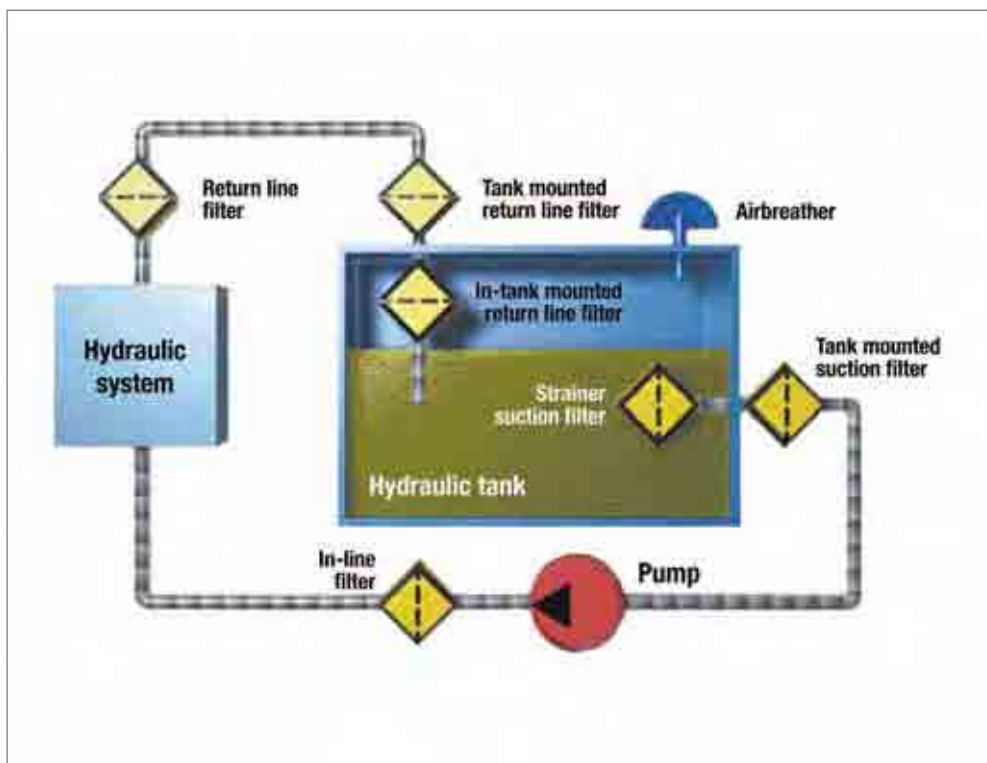 Return line
filter
Tank mounted
return line filter
Airbreather
In-tank mounted
return line filter
Hydraulic
system
Tank mounted
suction filter
Strainer
suction filter
Hydraulic tank
In-line
filter
Pump